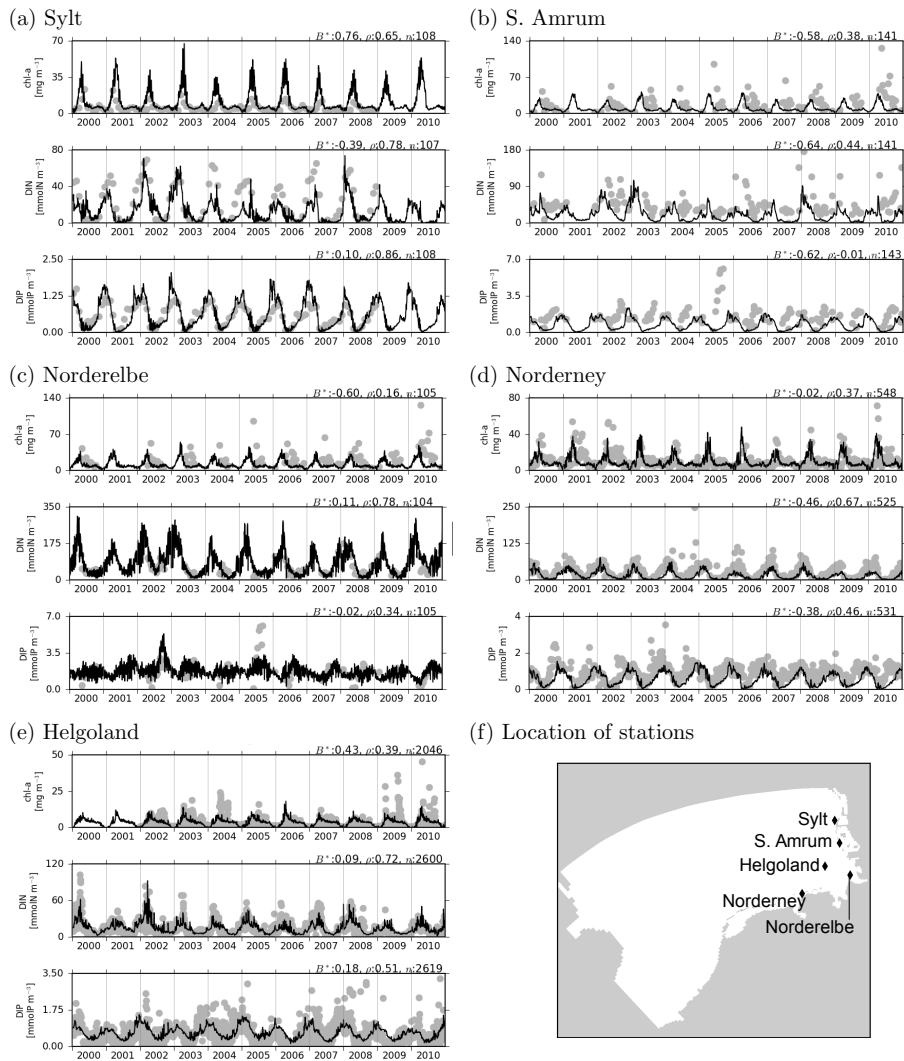 (a) Sylt
B*:0.76, ρ:0.65, n:108
70
35
0
chl-a
[mg m⁻³]
2000 2001 2002 2003 2004 2005 2006 2007 2008 2009 2010
B*:-0.39, ρ:0.78, n:107
80
40
0
DIN
[mmolN m⁻³]
2000 2001 2002 2003 2004 2005 2006 2007 2008 2009 2010
B*:0.10, ρ:0.86, n:108
2.50
1.25
0.00
DIP
[mmolP m⁻³]
2000 2001 2002 2003 2004 2005 2006 2007 2008 2009 2010
(b) S. Amrum
B*:-0.58, ρ:0.38, n:141
140
70
0
chl-a
[mg m⁻³]
2000 2001 2002 2003 2004 2005 2006 2007 2008 2009 2010
B*:-0.64, ρ:0.44, n:141
180
90
0
DIN
[mmolN m⁻³]
2000 2001 2002 2003 2004 2005 2006 2007 2008 2009 2010
B*:-0.62, ρ:-0.01, n:143
7.0
3.5
0.0
DIP
[mmolP m⁻³]
2000 2001 2002 2003 2004 2005 2006 2007 2008 2009 2010
(c) Norderelbe
B*:-0.60, ρ:0.16, n:105
140
70
0
chl-a
[mg m⁻³]
2000 2001 2002 2003 2004 2005 2006 2007 2008 2009 2010
B*:0.11, ρ:0.78, n:104
350
175
0
DIN
[mmolN m⁻³]
2000 2001 2002 2003 2004 2005 2006 2007 2008 2009 2010
B*:-0.02, ρ:0.34, n:105
7.0
3.5
0.0
DIP
[mmolP m⁻³]
2000 2001 2002 2003 2004 2005 2006 2007 2008 2009 2010
(d) Norderney
B*:-0.02, ρ:0.37, n:548
80
40
0
chl-a
[mg m⁻³]
2000 2001 2002 2003 2004 2005 2006 2007 2008 2009 2010
B*:-0.46, ρ:0.67, n:525
250
125
0
DIN
[mmolN m⁻³]
2000 2001 2002 2003 2004 2005 2006 2007 2008 2009 2010
B*:-0.38, ρ:0.46, n:531
4
2
0
DIP
[mmolP m⁻³]
2000 2001 2002 2003 2004 2005 2006 2007 2008 2009 2010
(e) Helgoland
B*:0.43, ρ:0.39, n:2046
50
25
0
chl-a
[mg m⁻³]
2000 2001 2002 2003 2004 2005 2006 2007 2008 2009 2010
B*:0.09, ρ:0.72, n:2600
120
60
0
DIN
[mmolN m⁻³]
2000 2001 2002 2003 2004 2005 2006 2007 2008 2009 2010
B*:0.18, ρ:0.51, n:2619
3.50
1.75
0.00
DIP
[mmolP m⁻³]
2000 2001 2002 2003 2004 2005 2006 2007 2008 2009 2010
(f) Location of stations
Sylt
S. Amrum
Helgoland
Norderney
Norderelbe